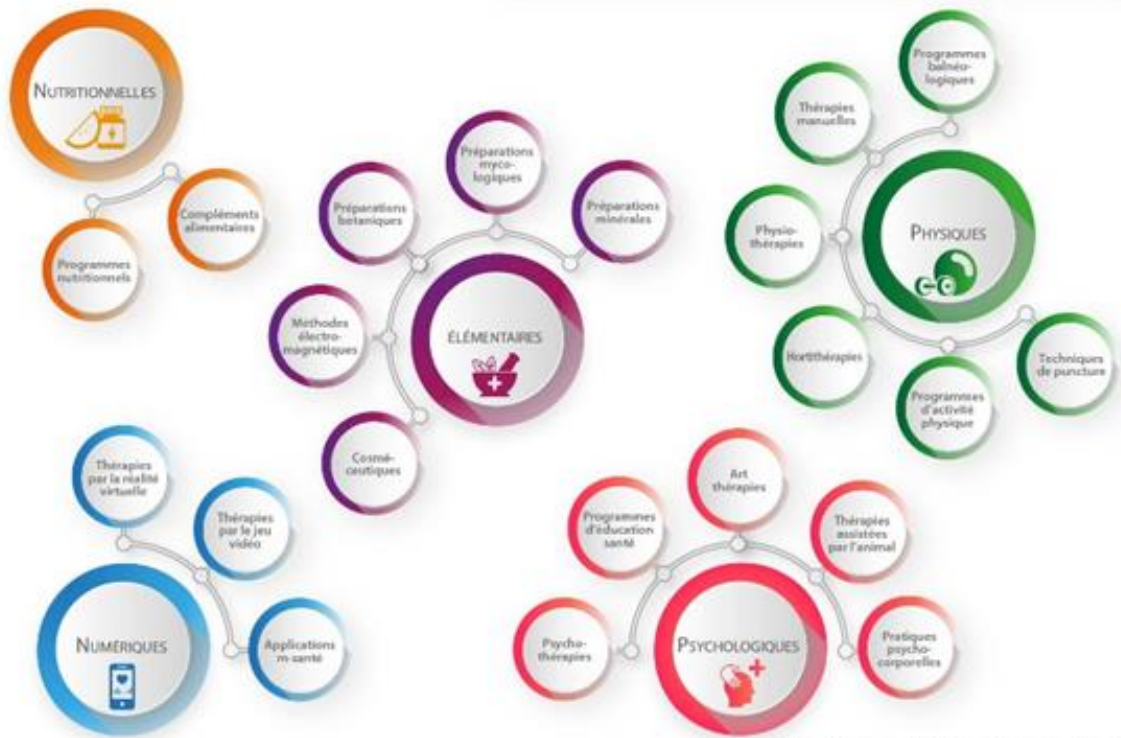 NUTRITIONNELLES
Compléments
alimentaires
Programmes
nutritionnels
Préparations
myco-
logiques
Préparations
botaniques
Préparations
minérales
Méthodes
électro-
magnétiques
ÉLÉMENTAIRES
Cosmé-
ceutiques
Programmes
balnéo-
logiques
Thérapies
manuelles
Physio-
thérapies
PHYSIQUES
Hortithérapies
Programmes
d'activité
physique
Techniques
de puncture
Thérapies
par la réalité
virtuelle
Thérapies
par le jeu
vidéo
NUMÉRIQUES
Applications
m-santé
Art
thérapies
Programmes
d'éducation
santé
Thérapies
assistées
par l'animal
Psycho-
thérapies
PSYCHOLOGIQUES
Pratiques
psycho-
corporelles